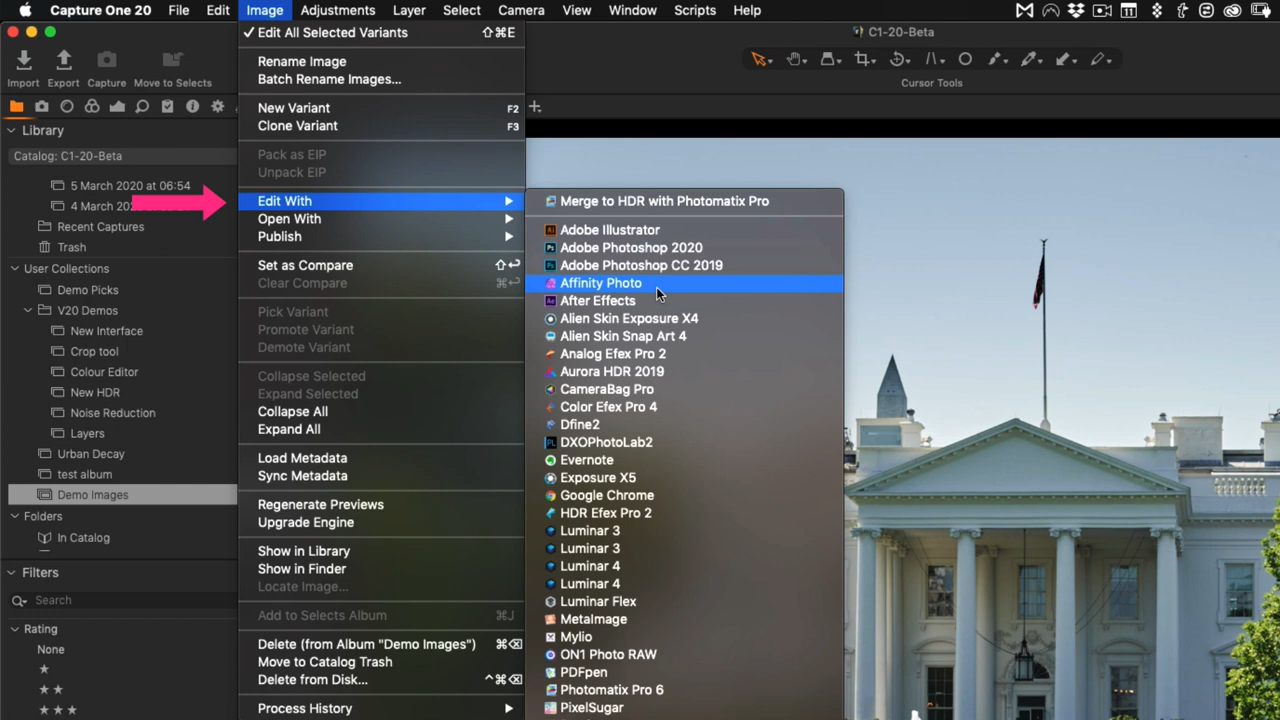 Capture One 20 File Edit Image Adjustments Layer Select Camera View Window Scripts Help
C1-20-Beta
Import Export Capture Move to Selects
Cursor Tools
Library
Catalog: C1-20-Beta
5 March 2020 at 06:54
4 March
Recent Captures
Trash
User Collections
Demo Picks
V20 Demos
New Interface
Crop tool
Colour Editor
New HDR
Noise Reduction
Layers
Urban Decay
test album
Demo Images
Folders
In Catalog
Filters
Search
Rating
None
✓ Edit All Selected Variants ⇧⌘E
Rename Image
Batch Rename Images...
New Variant F2
Clone Variant F3
Pack as EIP
Unpack EIP
Edit With
Open With
Publish
Set as Compare ⇧↩
Clear Compare ⌘↩
Pick Variant
Promote Variant
Demote Variant
Collapse Selected
Expand Selected
Collapse All
Expand All
Load Metadata
Sync Metadata
Regenerate Previews
Upgrade Engine
Show in Library
Show in Finder
Locate Image...
Add to Selects Album ⌘J
Delete (from Album "Demo Images") ⌘⌫
Move to Catalog Trash
Delete from Disk... ^⌘⌫
Process History
Merge to HDR with Photomatix Pro
Adobe Illustrator
Adobe Photoshop 2020
Adobe Photoshop CC 2019
Affinity Photo
After Effects
Alien Skin Exposure X4
Alien Skin Snap Art 4
Analog Efex Pro 2
Aurora HDR 2019
CameraBag Pro
Color Efex Pro 4
Dfine2
DXOPhotoLab2
Evernote
Exposure X5
Google Chrome
HDR Efex Pro 2
Luminar 3
Luminar 3
Luminar 4
Luminar 4
Luminar Flex
MetaImage
Mylio
ON1 Photo RAW
PDFpen
Photomatix Pro 6
PixelSugar